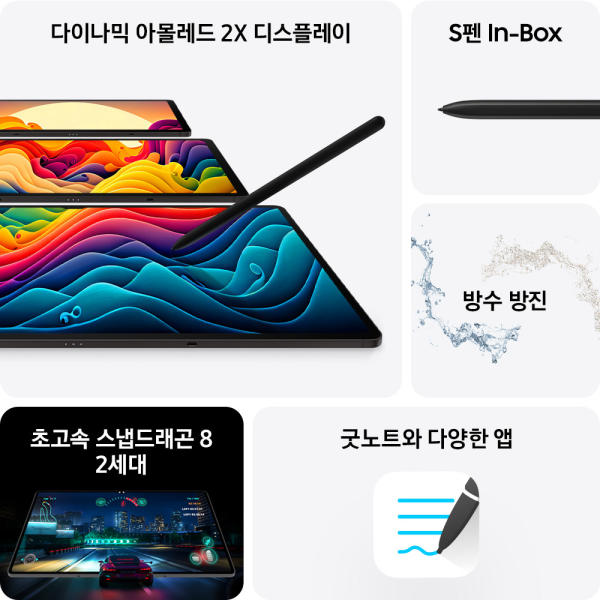 다이나믹 아몰레드 2X 디스플레이
S펜 In-Box
방수 방진
초고속 스냅드래곤 8
2세대
굿노트와 다양한 앱